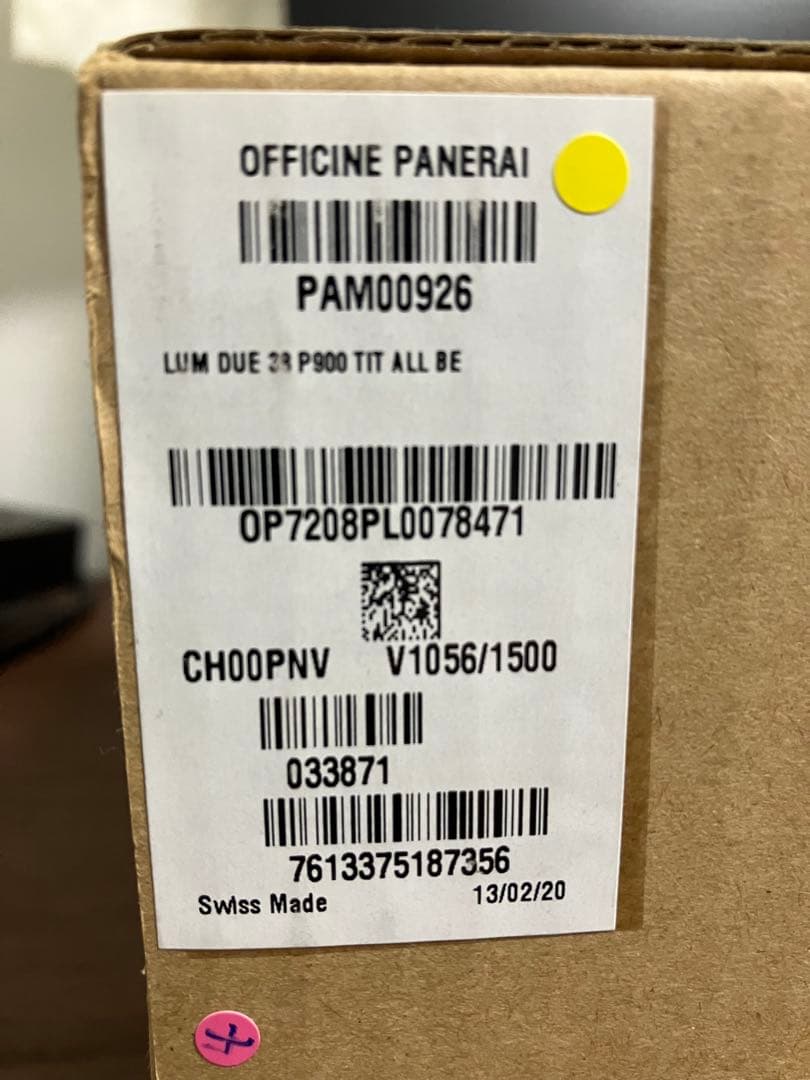 OFFICINE PANERAI
PAM00926
LUM DUE 38 P900 TIT ALL BE
OP7208PL0078471
CH00PNV V1056/1500
033871
7613375187356
Swiss Made 13/02/20